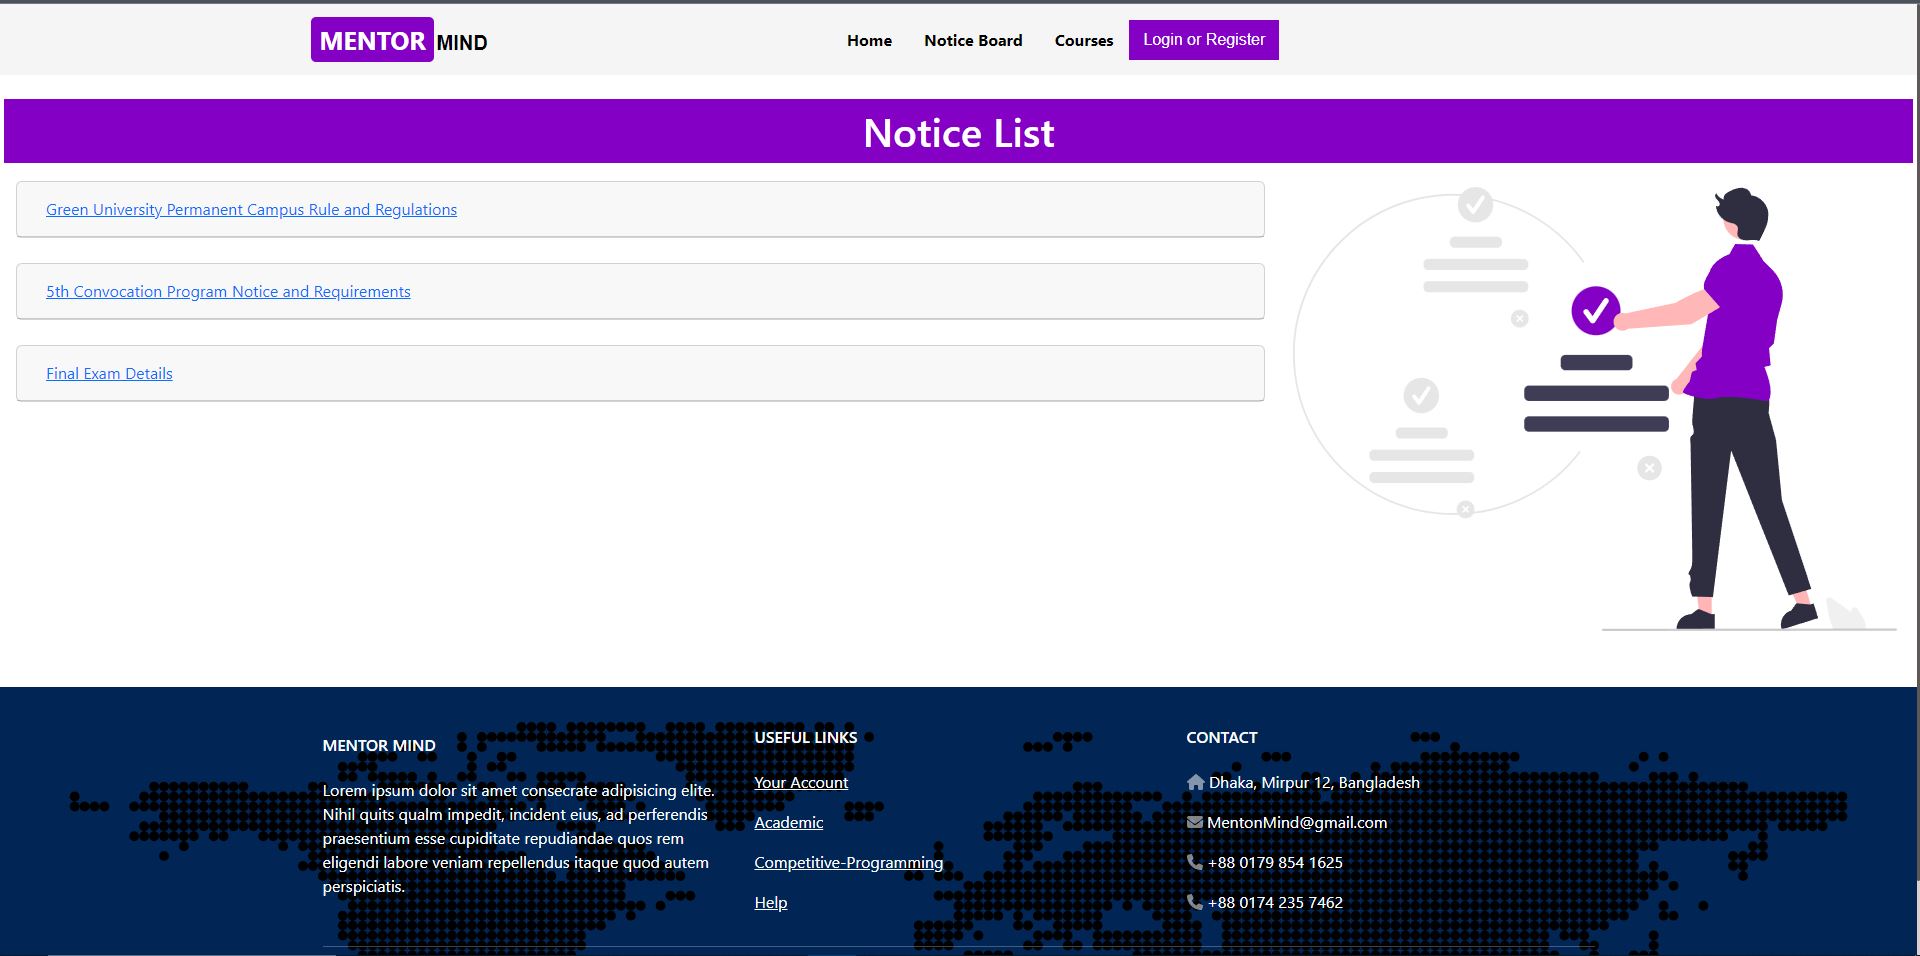 MENTOR MIND
Home Notice Board Courses Login or Register
Notice List
Green University Permanent Campus Rule and Regulations
5th Convocation Program Notice and Requirements
Final Exam Details
MENTOR MIND
Lorem ipsum dolor sit amet consecrate adipisicing elite.
Nihil quits qualm impedit, incident eius, ad perferendis
praesentium esse cupiditate repudiandae quos rem
eligendi labore veniam repellendus itaque quod autem
perspiciatis.
USEFUL LINKS
Your Account
Academic
Competitive-Programming
Help
CONTACT
Dhaka, Mirpur 12, Bangladesh
MentonMind@gmail.com
+88 0179 854 1625
+88 0174 235 7462